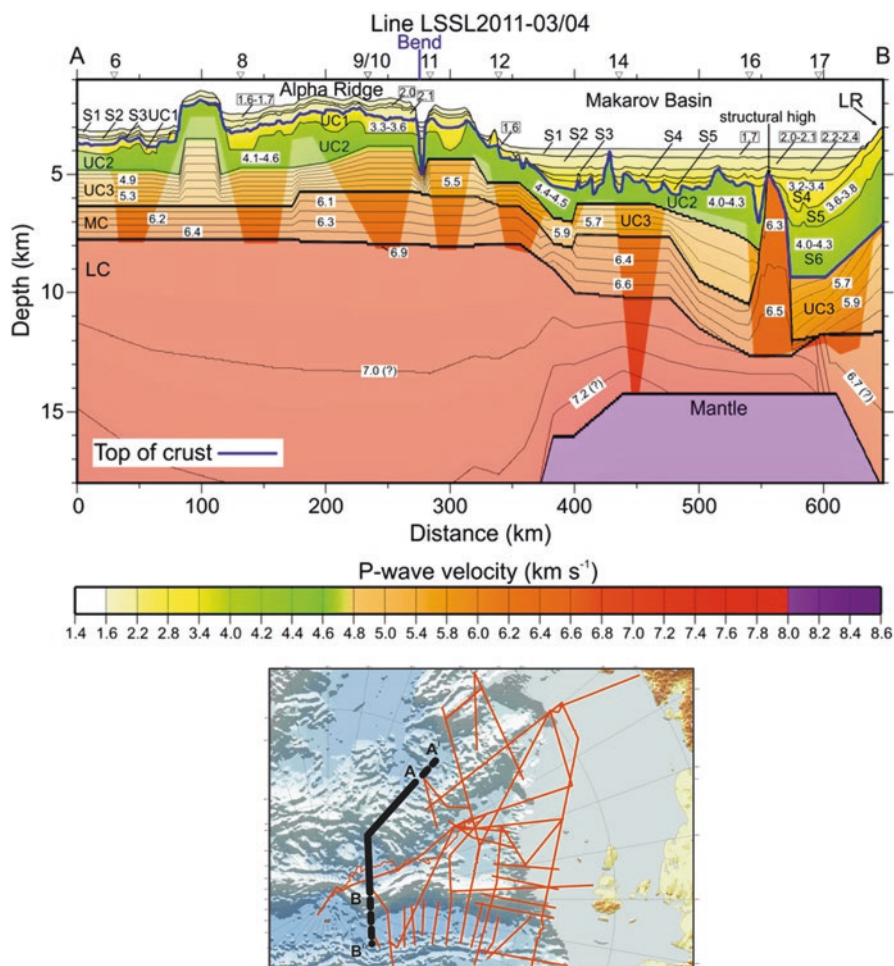 Line LSSL2011-03/04
A 6 8 9/10 Bend 11 12 14 16 17 B
Alpha Ridge
Makarov Basin
LR
structural high
S1 S2 S3 UC1
1.6-1.7
2.0
2.1
UC1
3.3-3.6
1.6
S1 S2 S3 S4 S5
1.7
2.0-2.1
2.2-2.4
UC2
4.1-4.6
UC2
4.4-4.5
UC2
4.0-4.3
3.2-3.4
3.6-3.8
S4
S5
4.9
5.3
UC3
5.5
5.9
5.7
UC3
6.3
4.0-4.3
S6
MC
6.2
6.1
6.3
6.4
6.9
6.4
6.6
6.5
5.7
5.9
UC3
LC
7.0 (?)
7.2 (?)
6.7 (?)
Mantle
Top of crust
Depth (km)
5
10
15
0 100 200 300 400 500 600
Distance (km)
P-wave velocity (km s-1)
1.4 1.6 2.2 2.8 3.4 4.0 4.2 4.4 4.6 4.8 5.2 5.4 5.6 5.8 6.0 6.2 6.4 6.6 6.8 7.0 7.2 7.6 7.8 8.0 8.2 8.4 8.6
A'
A
B
B'